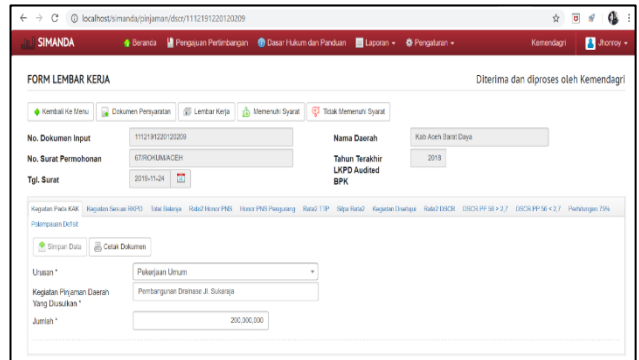 localhost/simanda/pinjaman/dscr/1112191220120209
SIMANDA Beranda Pengajuan Pertimbangan Dasar Hukum dan Panduan Laporan Pengaturan Kemendagri Jhonroy
FORM LEMBAR KERJA Diterima dan diproses oleh Kemendagri
Kembali Ke Menu Dokumen Persyaratan Lembar Kerja Memenuhi Syarat Tidak Memenuhi Syarat
No. Dokumen Input 1112191220120209 Nama Daerah Kab Aceh Barat Daya
No. Surat Permohonan 67/ROKUM/ACEH Tahun Terakhir LKPD Audited BPK 2018
Tgl. Surat 2019-11-24
Kegiatan Pada KAK Kegiatan Sesuai RKPD Total Belanja Rata2 Honor PNS Honor PNS Pengurang Rata2 TTP Silpa Rata2 Kegiatan Disetujui Rata2 DSCR DSCR PP 56 > 2,7 DSCR PP 56 < 2,7 Perhitungan 75%
Pelampauan Defisit
Simpan Data Cetak Dokumen
Urusan * Pekerjaan Umum
Kegiatan Pinjaman Daerah Yang Diusulkan * Pembangunan Drainase Jl. Sukaraja
Jumlah * 200,000,000